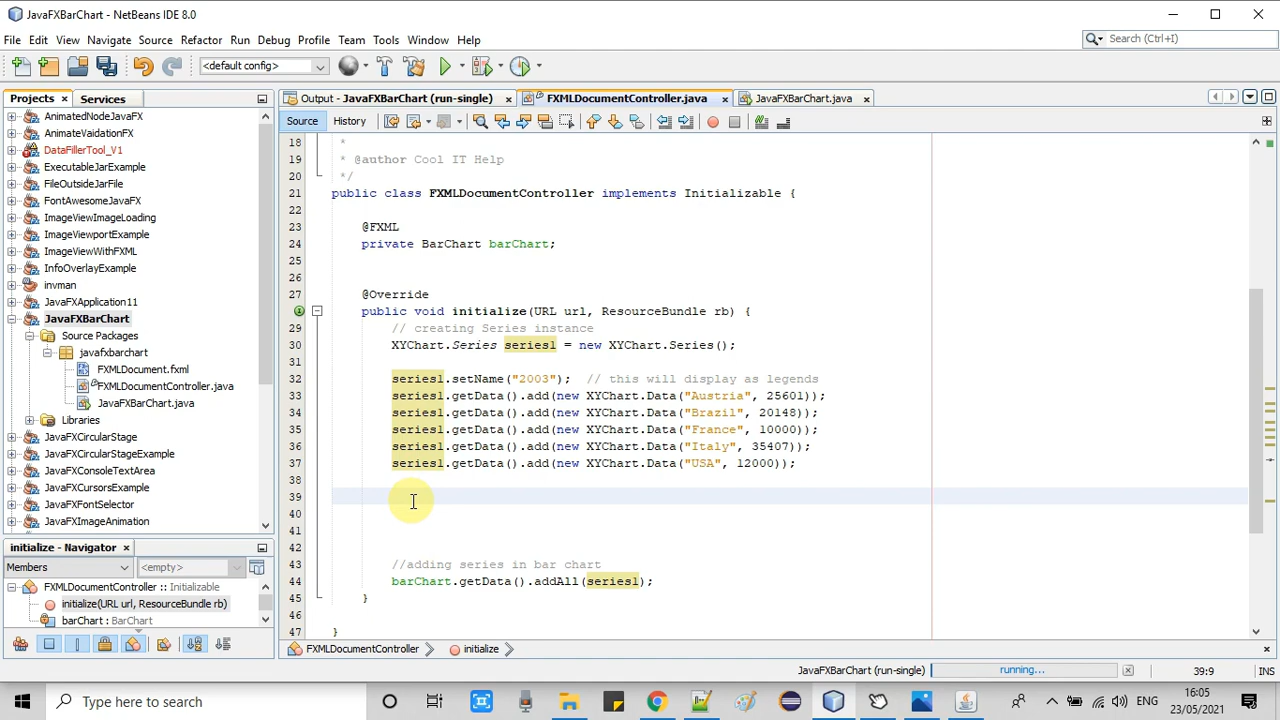 JavaFXBarChart - NetBeans IDE 8.0
File Edit View Navigate Source Refactor Run Debug Profile Team Tools Window Help
Search (Ctrl+I)
<default config>
Projects
Services
Output - JavaFXBarChart (run-single)
FXMLDocumentController.java
JavaFXBarChart.java
Source
History
AnimatedNodeJavaFX
AnimateVaidationFX
DataFillerTool_V1
ExecutableJarExample
FileOutsideJarFile
FontAwesomeJavaFX
ImageViewImageLoading
ImageViewportExample
ImageViewWithFXML
InfoOverlayExample
invman
JavaFXApplication11
JavaFXBarChart
Source Packages
javafxbarchart
FXMLDocument.fxml
FXMLDocumentController.java
JavaFXBarChart.java
Libraries
JavaFXCircularStage
JavaFXCircularStageExample
JavaFXConsoleTextArea
JavaFXCursorsExample
JavaFXFontSelector
JavaFXImageAnimation
initialize - Navigator
Members
<empty>
FXMLDocumentController :: Initializable
initialize(URL url, ResourceBundle rb)
barChart : BarChart
18 *
19 * @author Cool IT Help
20 */
21 public class FXMLDocumentController implements Initializable {
22
23 @FXML
24 private BarChart barChart;
25
26
27 @Override
public void initialize(URL url, ResourceBundle rb) {
29 // creating Series instance
30 XYChart.Series series1 = new XYChart.Series();
31
32 series1.setName("2003"); // this will display as legends
33 series1.getData().add(new XYChart.Data("Austria", 25601));
34 series1.getData().add(new XYChart.Data("Brazil", 20148));
35 series1.getData().add(new XYChart.Data("France", 10000));
36 series1.getData().add(new XYChart.Data("Italy", 35407));
37 series1.getData().add(new XYChart.Data("USA", 12000));
38
39
40
41
42
43 //adding series in bar chart
44 barChart.getData().addAll(series1);
45 }
46
47 }
FXMLDocumentController
initialize
JavaFXBarChart (run-single)
running...
39:9
INS
Type here to search
ENG
16:05
23/05/2021